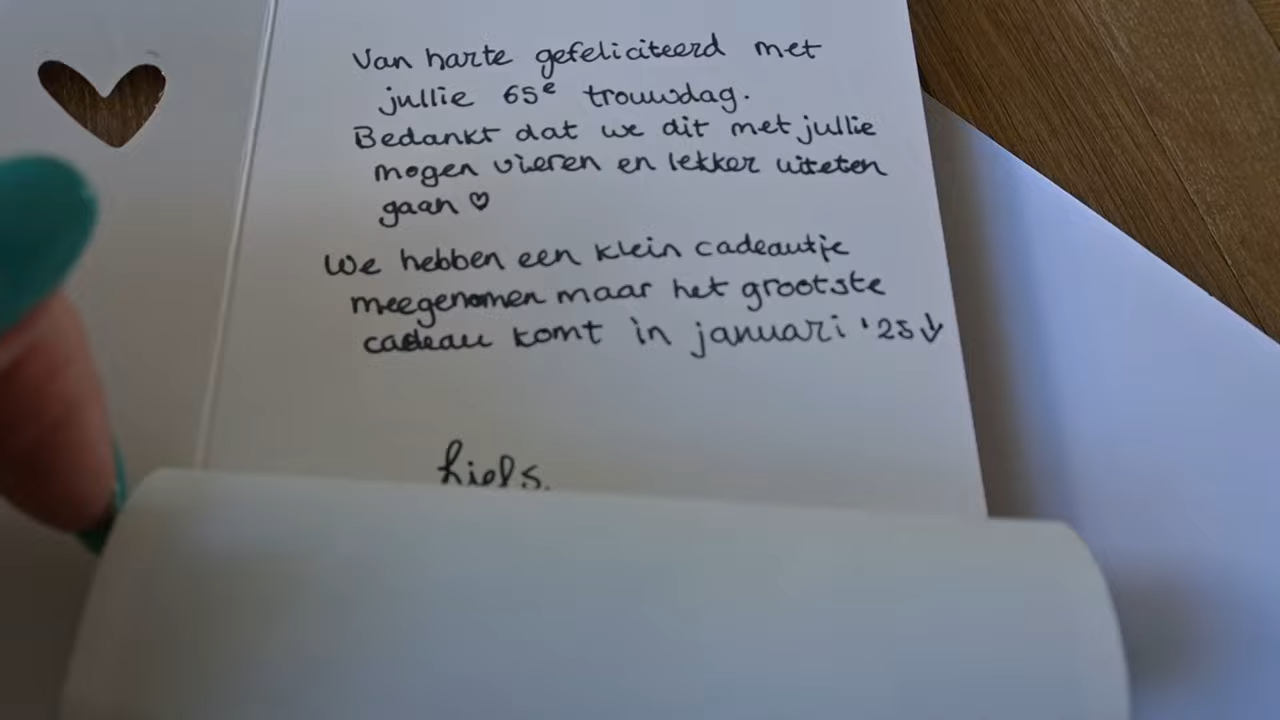 Van harte gefeliciteerd met
jullie 65e trouwdag.
Bedankt dat we dit met jullie
mogen vieren en lekker uiteten
gaan ♡
We hebben een klein cadeautje
meegenomen maar het grootste
cadeau komt in januari '25 ↓